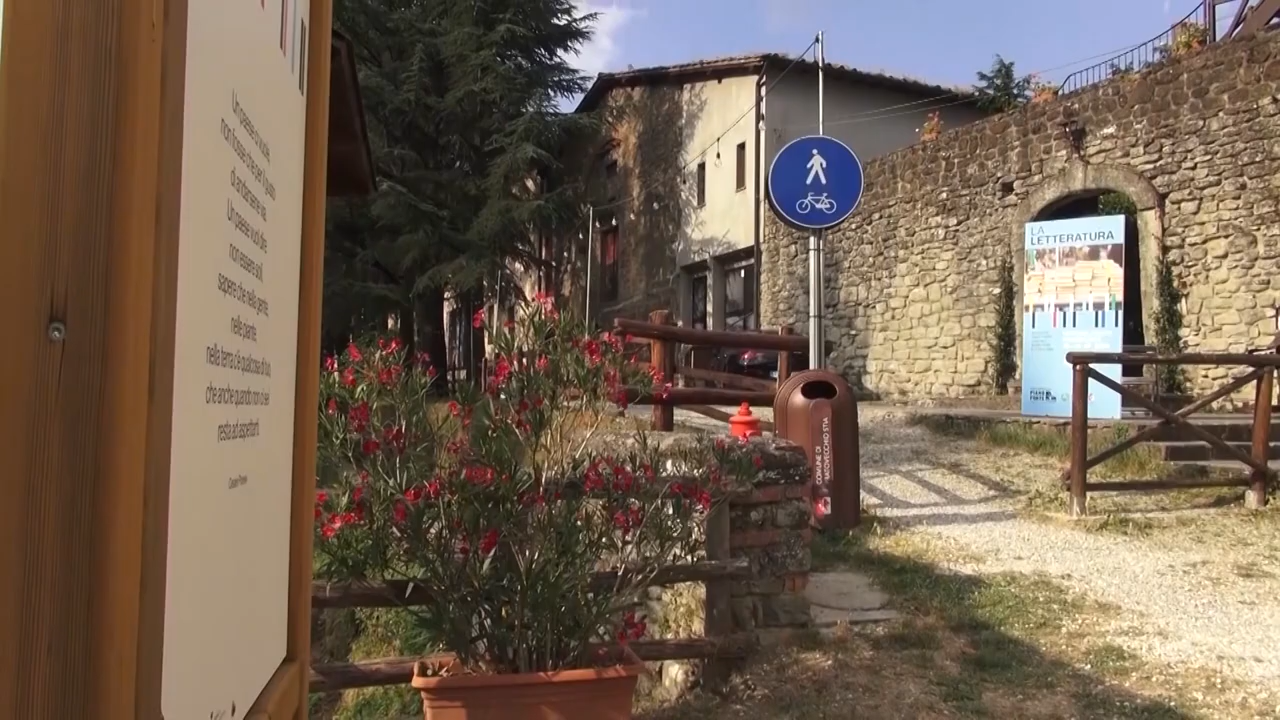 Un paese ci vuole,
non fosse che per il gusto
di andarsene via.
Un paese vuol dire
non essere soli,
sapere che nella gente,
nelle piante,
nella terra c'è qualcosa di tuo,
che anche quando non ci sei
resta ad aspettarti.
Cesare Pavese
LA
LETTERATURA
COMUNE DI
PRATOVECCHIO STIA